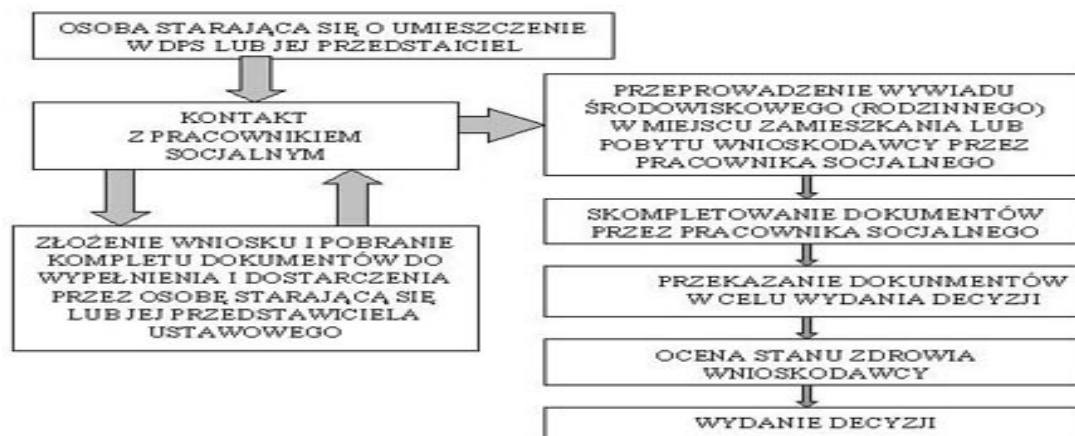 OSOBA STARAJĄCA SIĘ O UMIESZCZENIE
W DPS LUB JEJ PRZEDSTAICIEL
KONTAKT
Z PRACOWNIKIEM
SOCJALNYM
ZŁOŻENIE WNIOSKU I POBRANIE
KOMPLETU DOKUMENTÓW DO
WYPEŁNIENIA I DOSTARCZENIA
PRZEZ OSOBĘ STARAJĄCĄ SIĘ
LUB JEJ PRZEDSTAWICIELA
USTAWOWEGO
PRZEPROWADZENIE WYWIADU
ŚRODOWISKOWEGO (RODZINNEGO)
W MIEJSCU ZAMIESZKANIA LUB
POBYTU WNIOSKODAWCY PRZEZ
PRACOWNIKA SOCJALNEGO
SKOMPLETOWANIE DOKUMENTÓW
PRZEZ PRACOWNIKA SOCJALNEGO
PRZEKAZANIE DOKUNMENTÓW
W CELU WYDANIA DECYZJI
OCENA STANU ZDROWIA
WNIOSKODAWCY
WYDANIE DECYZJI